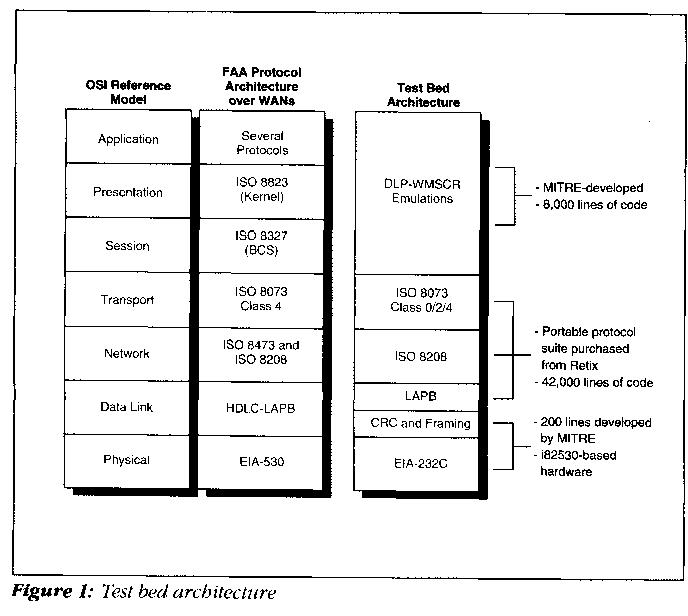 OSI Reference
Model
FAA Protocol
Architecture
over WANs
Test Bed
Architecture
Application
Several
Protocols
Presentation
ISO 8823
(Kernel)
DLP-WMSCR
Emulations
- MITRE-developed
- 8,000 lines of code
Session
ISO 8327
(BCS)
Transport
ISO 8073
Class 4
ISO 8073
Class 0/2/4
Network
ISO 8473 and
ISO 8208
ISO 8208
- Portable protocol
suite purchased
from Retix
- 42,000 lines of code
Data Link
HDLC-LAPB
LAPB
CRC and Framing
- 200 lines developed
by MITRE
- i82530-based
hardware
Physical
EIA-530
EIA-232C
Figure 1: Test bed architecture